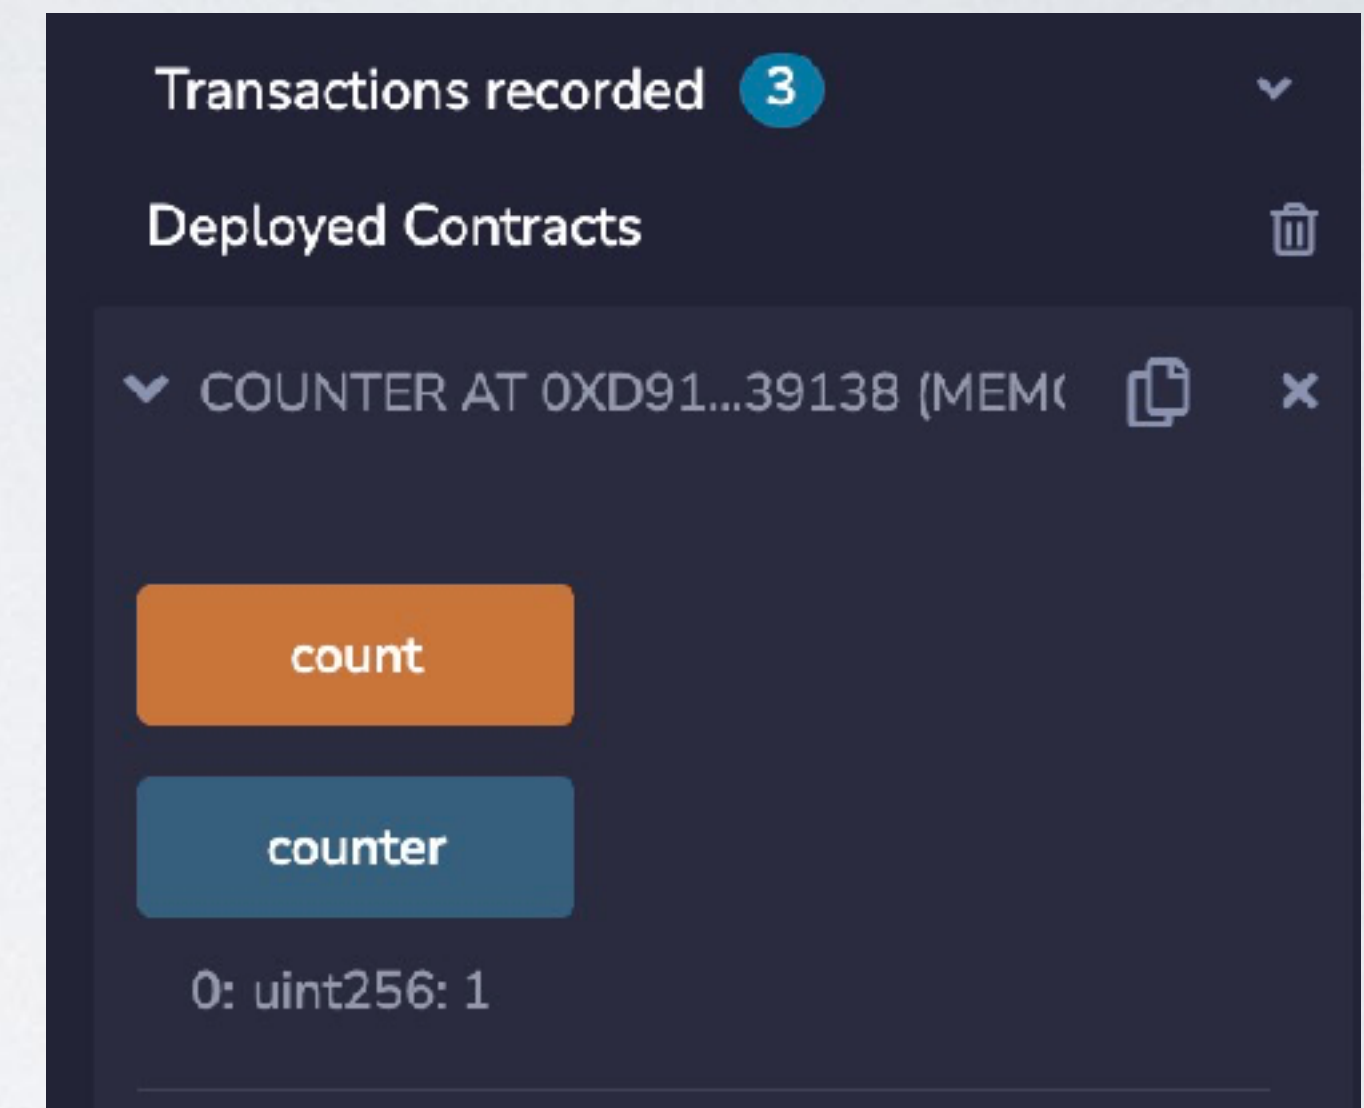 Transactions recorded 3
Deployed Contracts
COUNTER AT 0XD91...39138 (MEM
count
counter
0: uint256: 1